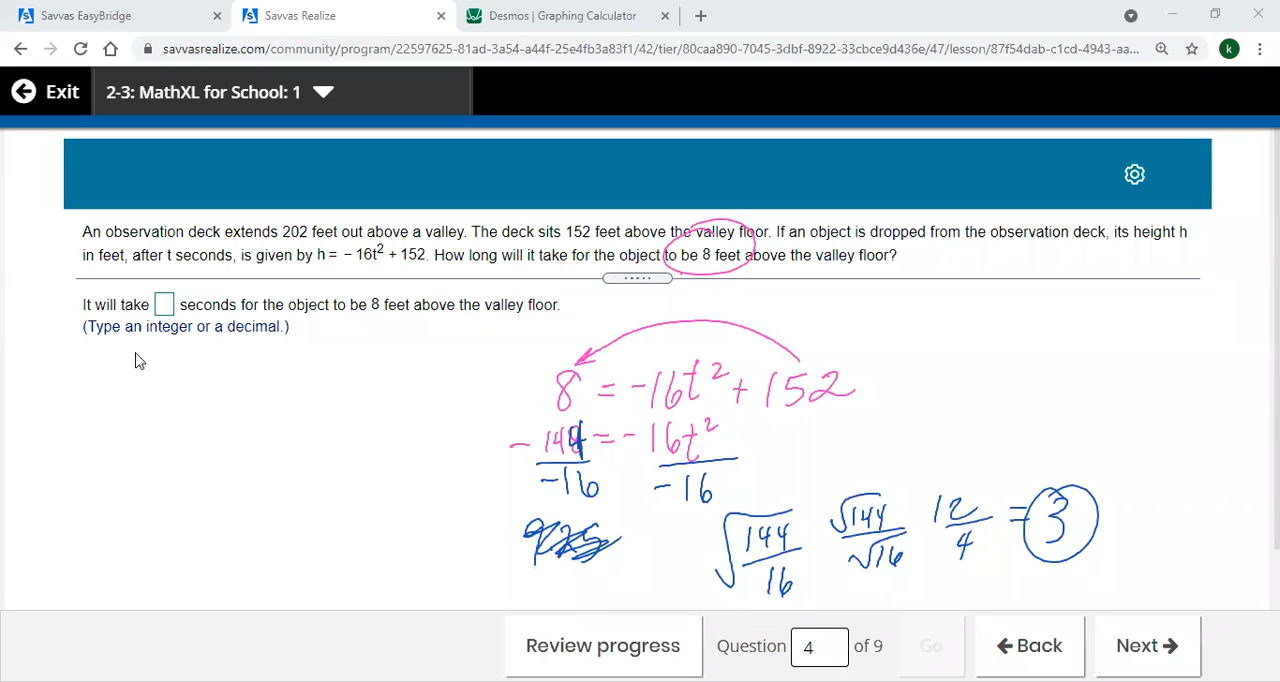 Savvas EasyBridge
Savvas Realize
Desmos | Graphing Calculator
savvasrealize.com/community/program/22597625-81ad-3a54-a44f-25e4fb3a83f1/42/tier/80caa890-7045-3dbf-8922-33cbce9d436e/47/lesson/87f54dab-c1cd-4943-aa...
k
Exit
2-3: MathXL for School: 1
An observation deck extends 202 feet out above a valley. The deck sits 152 feet above the valley floor. If an object is dropped from the observation deck, its height h
in feet, after t seconds, is given by h = − 16t² + 152. How long will it take for the object to be 8 feet above the valley floor?
It will take seconds for the object to be 8 feet above the valley floor.
(Type an integer or a decimal.)
8 = -16t² + 152
- 144 = - 16t²
-16 - 16
√144/16 √144/√16 12/4 = 3
Review progress
Question 4 of 9
Go
Back
Next